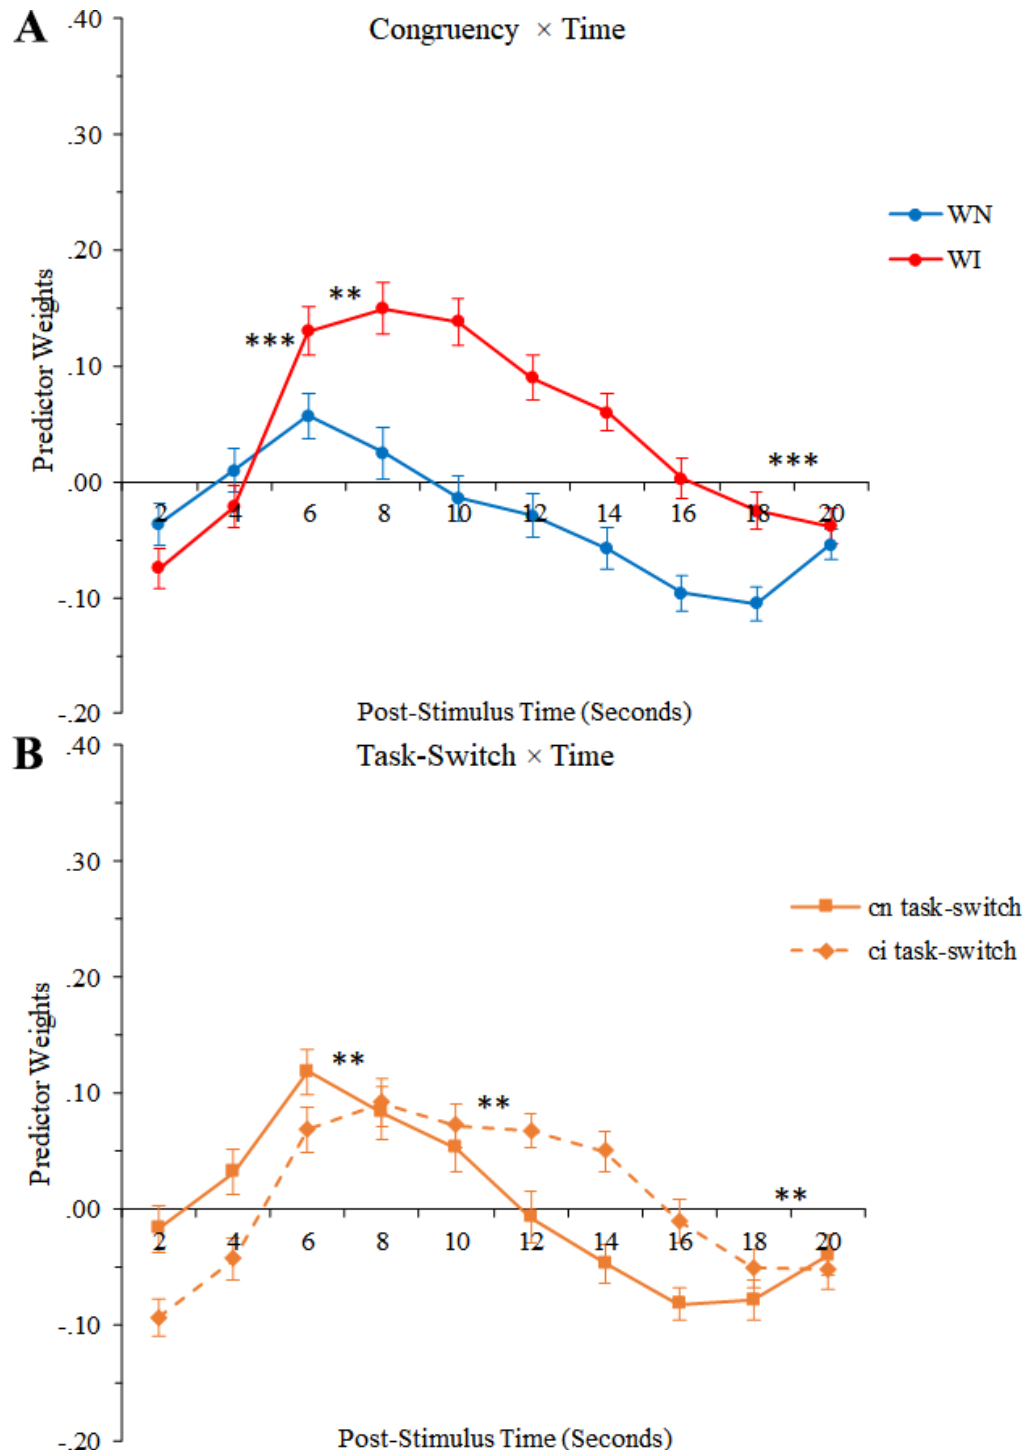 A
Congruency × Time
.40
.30
.20
.10
.00
-.10
-.20
Predictor Weights
WN
WI
**
***
***
2 4 6 8 10 12 14 16 18 20
Post-Stimulus Time (Seconds)
B
Task-Switch × Time
.40
.30
.20
.10
.00
-.10
-.20
Predictor Weights
cn task-switch
ci task-switch
**
**
**
2 4 6 8 10 12 14 16 18 20
Post-Stimulus Time (Seconds)